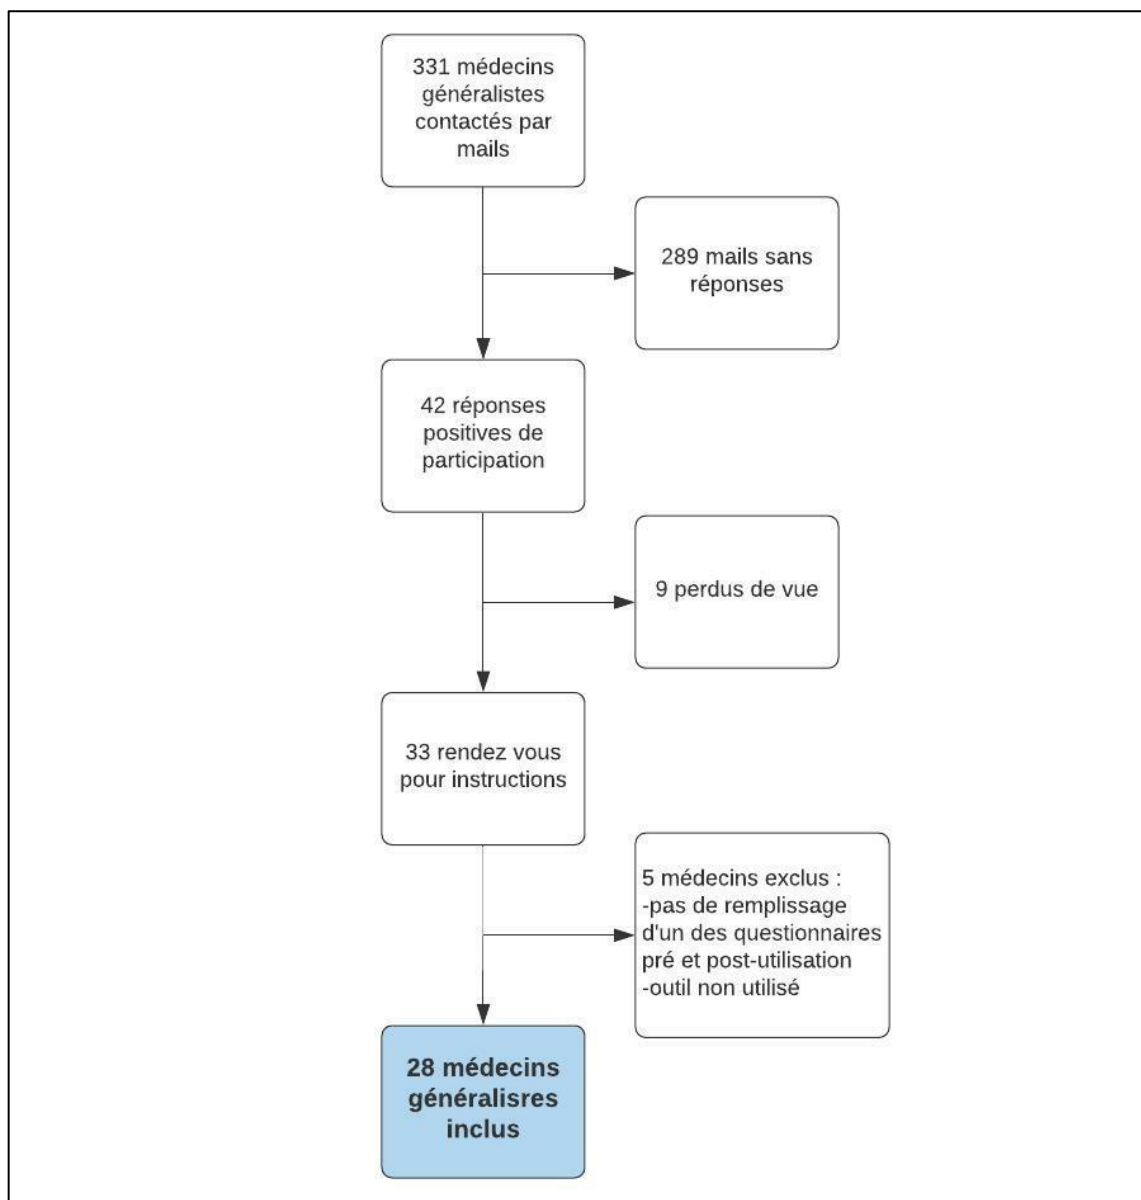 331 médecins
généralistes
contactés par
mails
289 mails sans
réponses
42 réponses
positives de
participation
9 perdus de vue
33 rendez vous
pour instructions
5 médecins exclus :
-pas de remplissage
d'un des questionnaires
pré et post-utilisation
-outil non utilisé
28 médecins
généralisres
inclus